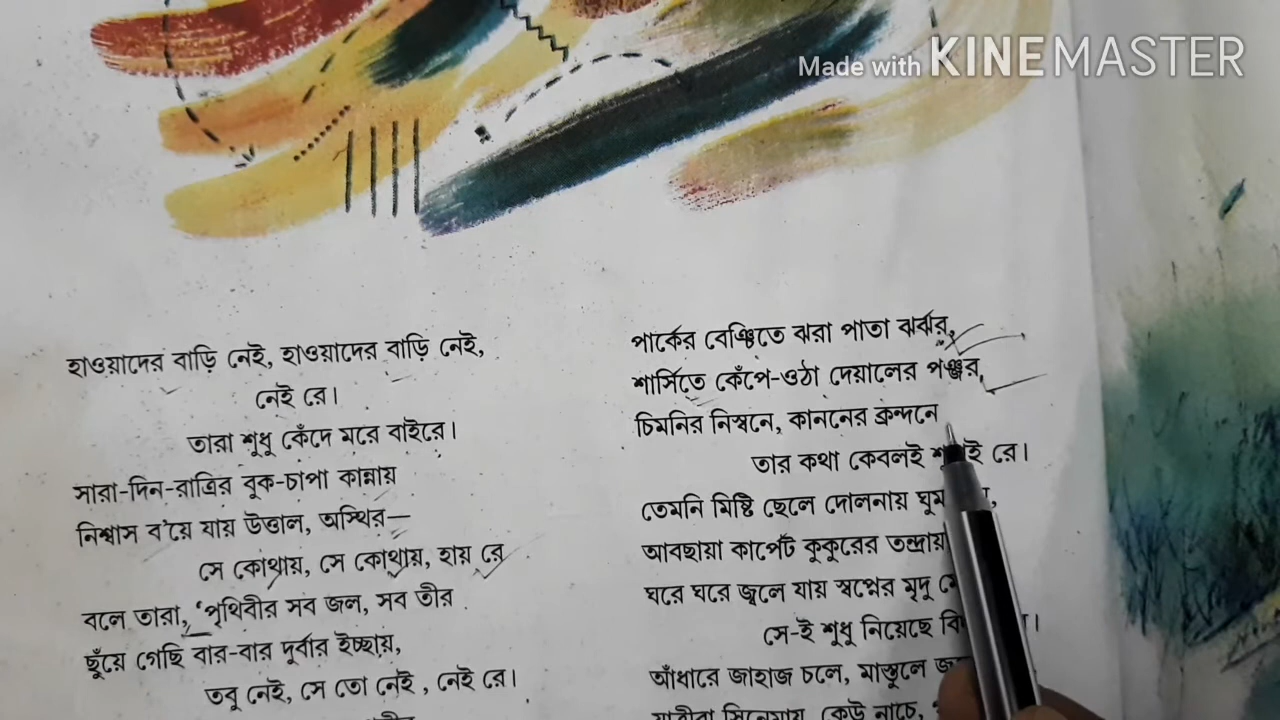 Made with KINEMASTER
হাওয়াদের বাড়ি নেই, হাওয়াদের বাড়ি নেই,
নেই রে।
তারা শুধু কেঁদে মরে বাইরে।
সারা-দিন-রাত্রির বুক-চাপা কান্নায়
নিশ্বাস ব'য়ে যায় উত্তাল, অস্থির—
সে কোথায়, সে কোথায়, হায় রে
বলে তারা, 'পৃথিবীর সব জল, সব তীর
ছুঁয়ে গেছি বার-বার দুর্বার ইচ্ছায়,
তবু নেই, সে তো নেই, নেই রে।
পার্কের বেঞ্চিতে ঝরা পাতা ঝর্ঝর,
শার্সিতে কেঁপে-ওঠা দেয়ালের পঞ্জর,
চিমনির নিস্বনে, কাননের ক্রন্দনে
তার কথা কেবলই রে।
তেমনি মিষ্টি ছেলে দোলনায়
আবছায়া কার্পেট কুকুরের তন্দ্রায়
ঘরে ঘরে জ্বলে যায় স্বপ্নের মৃদু
সে-ই শুধু নিয়েছে
আঁধারে জাহাজ চলে, মাস্তুলে
যাত্রীরা সিনেমায়, কেউ নাচে,